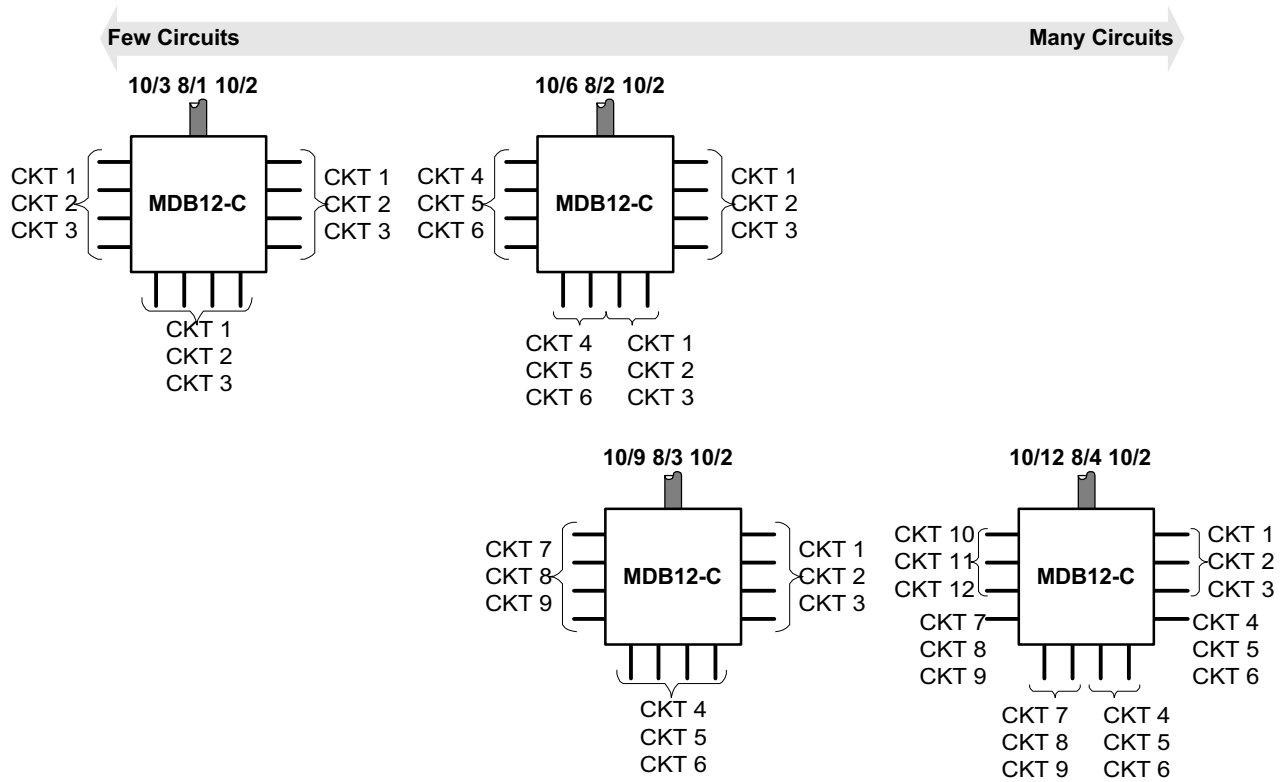 Few Circuits
Many Circuits
10/3 8/1 10/2
CKT 1
CKT 2
CKT 3
MDB12-C
CKT 1
CKT 2
CKT 3
CKT 1
CKT 2
CKT 3
10/6 8/2 10/2
CKT 4
CKT 5
CKT 6
MDB12-C
CKT 1
CKT 2
CKT 3
CKT 4
CKT 5
CKT 6
CKT 1
CKT 2
CKT 3
10/9 8/3 10/2
CKT 7
CKT 8
CKT 9
MDB12-C
CKT 1
CKT 2
CKT 3
CKT 4
CKT 5
CKT 6
10/12 8/4 10/2
CKT 10
CKT 11
CKT 12
CKT 7
CKT 8
CKT 9
MDB12-C
CKT 1
CKT 2
CKT 3
CKT 4
CKT 5
CKT 6
CKT 7
CKT 8
CKT 9
CKT 4
CKT 5
CKT 6